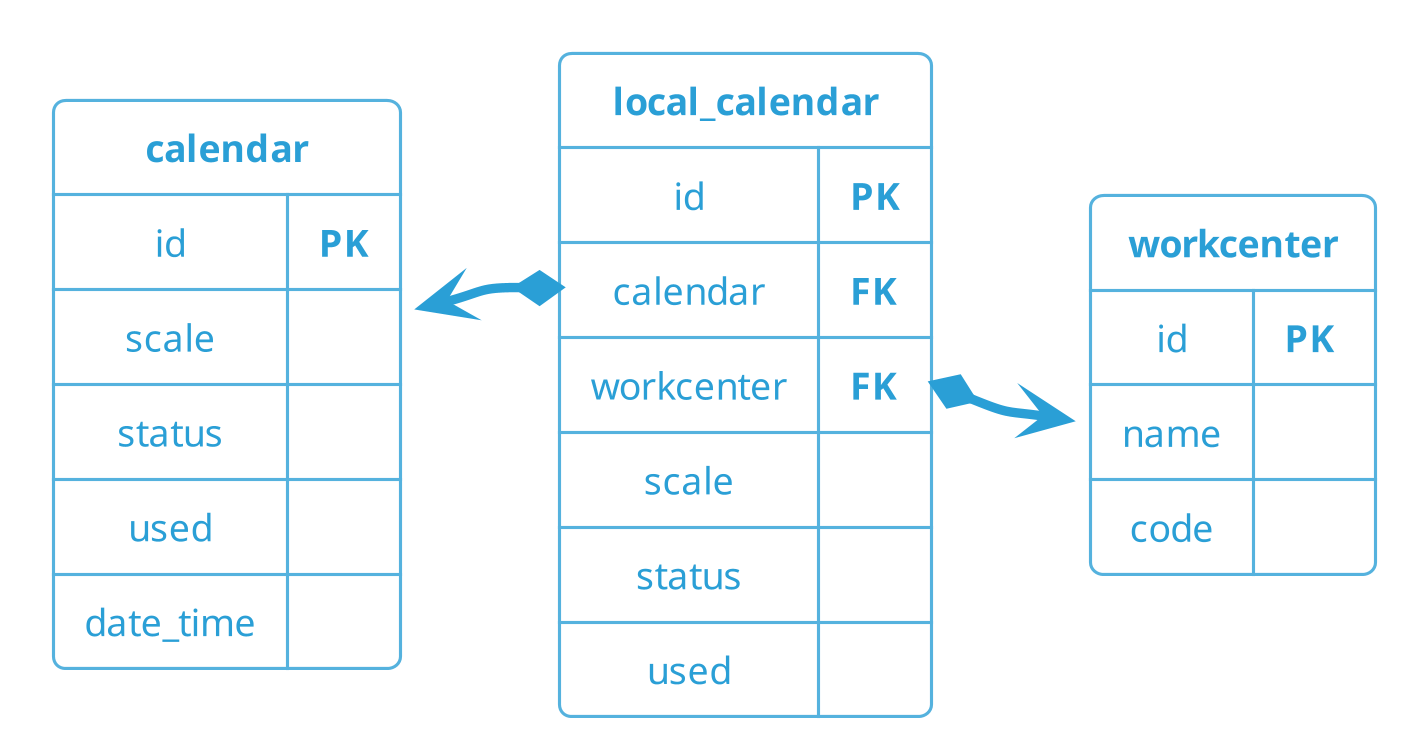 calendar
id PK
scale
status
used
date_time
local_calendar
id PK
calendar FK
workcenter FK
scale
status
used
workcenter
id PK
name
code